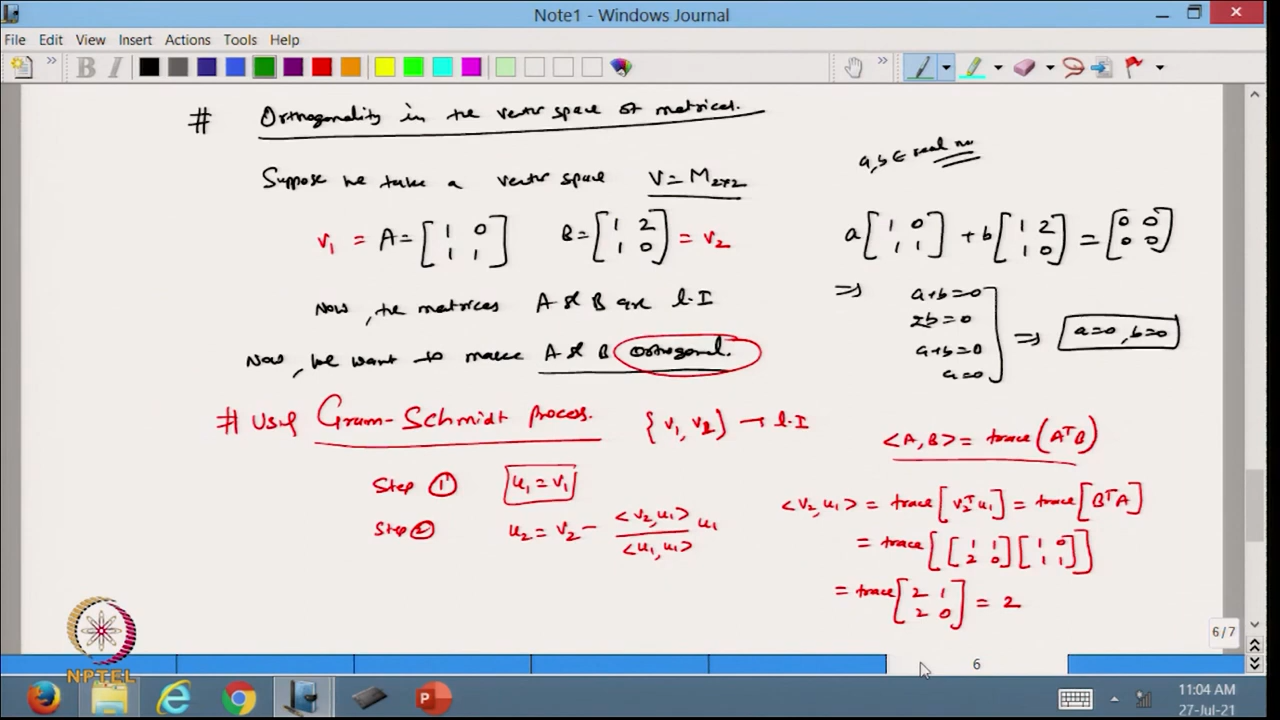 Note1 - Windows Journal
File Edit View Insert Actions Tools Help
# Orthogonality in the vector space of matrices.
Suppose we take a vector space V = M₂ₓ₂
a, b ∈ real no
v₁ = A = [1 0; 1 1] B = [1 2; 1 0] = v₂
a [1 0; 1 1] + b [1 2; 1 0] = [0 0; 0 0]
Now, the matrices A & B are l.I
⇒ a+b=0
2b=0
a+b=0
a=0
⇒ a=0, b=0
Now, we want to make A & B orthogonal.
# Using Gram-Schmidt Process. {v₁, v₂} → l.I
<A, B> = trace (AᵀB)
Step ① u₁ = v₁
Step ② u₂ = v₂ - <v₂, u₁> / <u₁, u₁> u₁
<v₂, u₁> = trace [v₂ᵀ u₁] = trace [BᵀA]
= trace [[1 1; 2 0] [1 0; 1 1]]
= trace [2 1; 2 0] = 2
NPTEL
6/7
6
11:04 AM
27-Jul-21